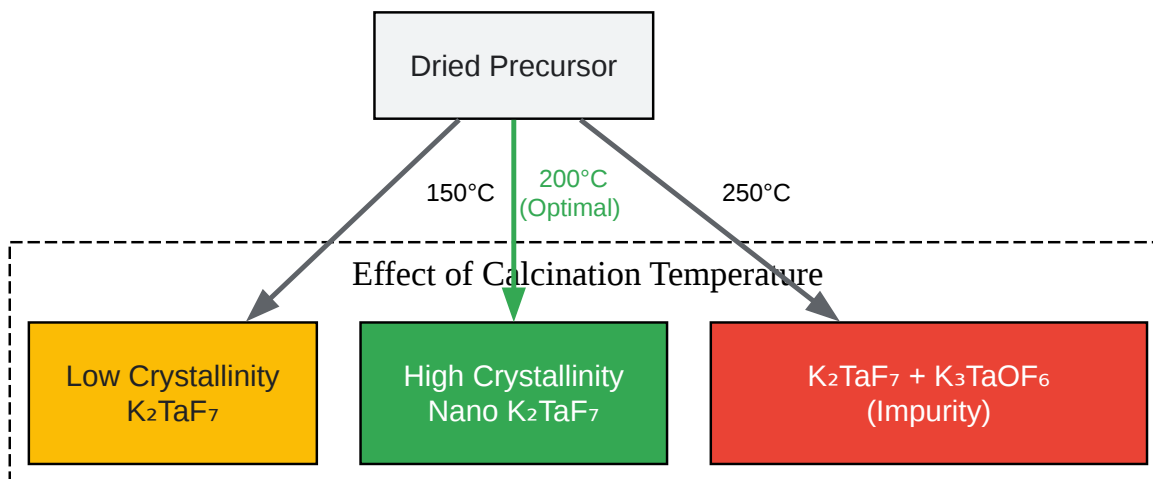 Dried Precursor
150°C
200°C
(Optimal)
250°C
Effect of Calcination Temperature
Low Crystallinity
K₂TaF₇
High Crystallinity
Nano K₂TaF₇
K₂TaF₇ + K₃TaOF₆
(Impurity)